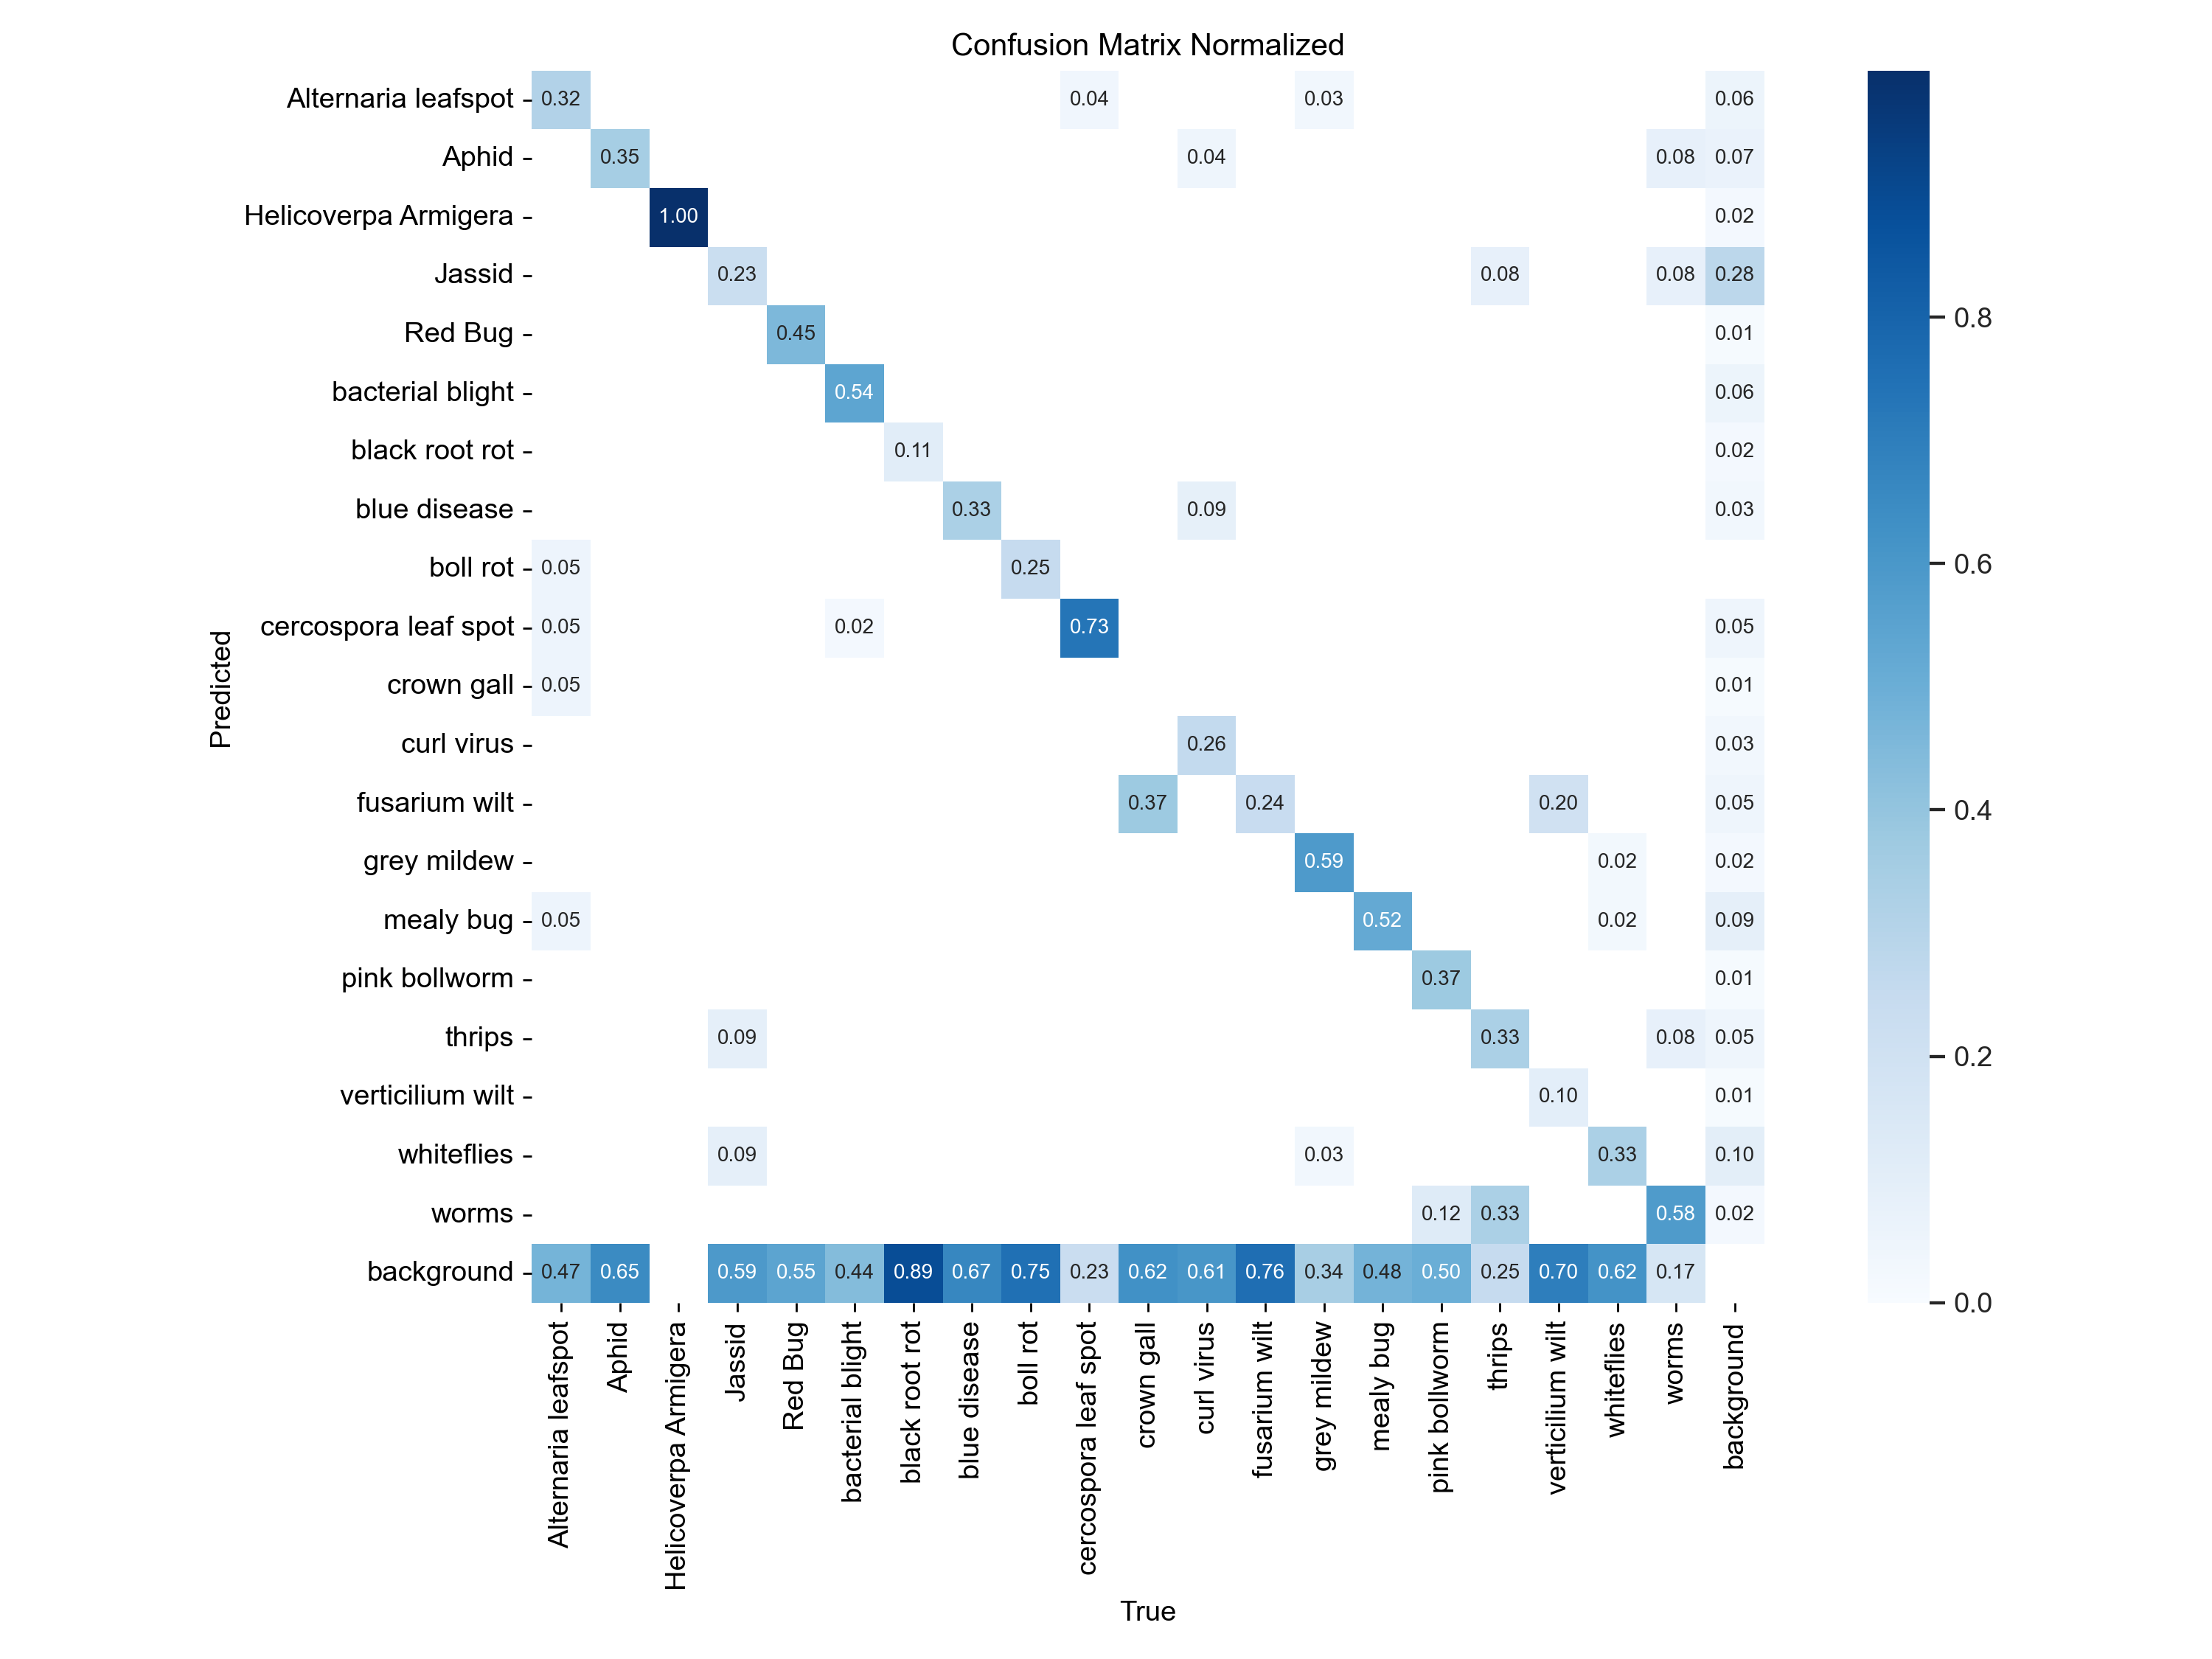 Confusion Matrix Normalized
Alternaria leafspot 0.32 0.04 0.03 0.06
Aphid 0.35 0.04 0.08 0.07
Helicoverpa Armigera 1.00 0.02
Jassid 0.23 0.08 0.08 0.28
0.8
Red Bug 0.45 0.01
bacterial blight 0.54 0.06
black root rot 0.11 0.02
blue disease 0.33 0.09 0.03
0.6
boll rot 0.05 0.25
cercospora leaf spot 0.05 0.02 0.73 0.05
Predicted
crown gall 0.05 0.01
curl virus 0.26 0.03
fusarium wilt 0.37 0.24 0.20 0.05
0.4
grey mildew 0.59 0.02 0.02
mealy bug 0.05 0.52 0.02 0.09
pink bollworm 0.37 0.01
thrips 0.09 0.33 0.08 0.05
0.2
verticilium wilt 0.10 0.01
whiteflies 0.09 0.03 0.33 0.10
worms 0.12 0.33 0.58 0.02
background 0.47 0.65 0.59 0.55 0.44 0.89 0.67 0.75 0.23 0.62 0.61 0.76 0.34 0.48 0.50 0.25 0.70 0.62 0.17
0.0
Alternaria leafspot
Aphid
Helicoverpa Armigera
Jassid
Red Bug
bacterial blight
black root rot
blue disease
boll rot
cercospora leaf spot
crown gall
curl virus
fusarium wilt
grey mildew
mealy bug
pink bollworm
thrips
verticilium wilt
whiteflies
worms
background
True